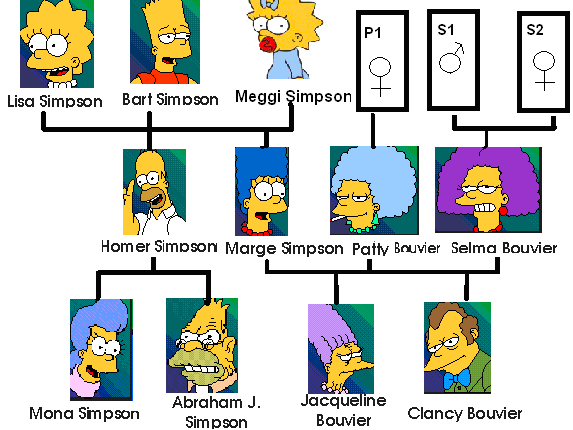 P1
S1
S2
Lisa Simpson
Bart Simpson
Meggi Simpson
Homer Simpson
Marge Simpson
Patty Bouvier
Selma Bouvier
Mona Simpson
Abraham J.
Simpson
Jacqueline
Bouvier
Clancy Bouvier